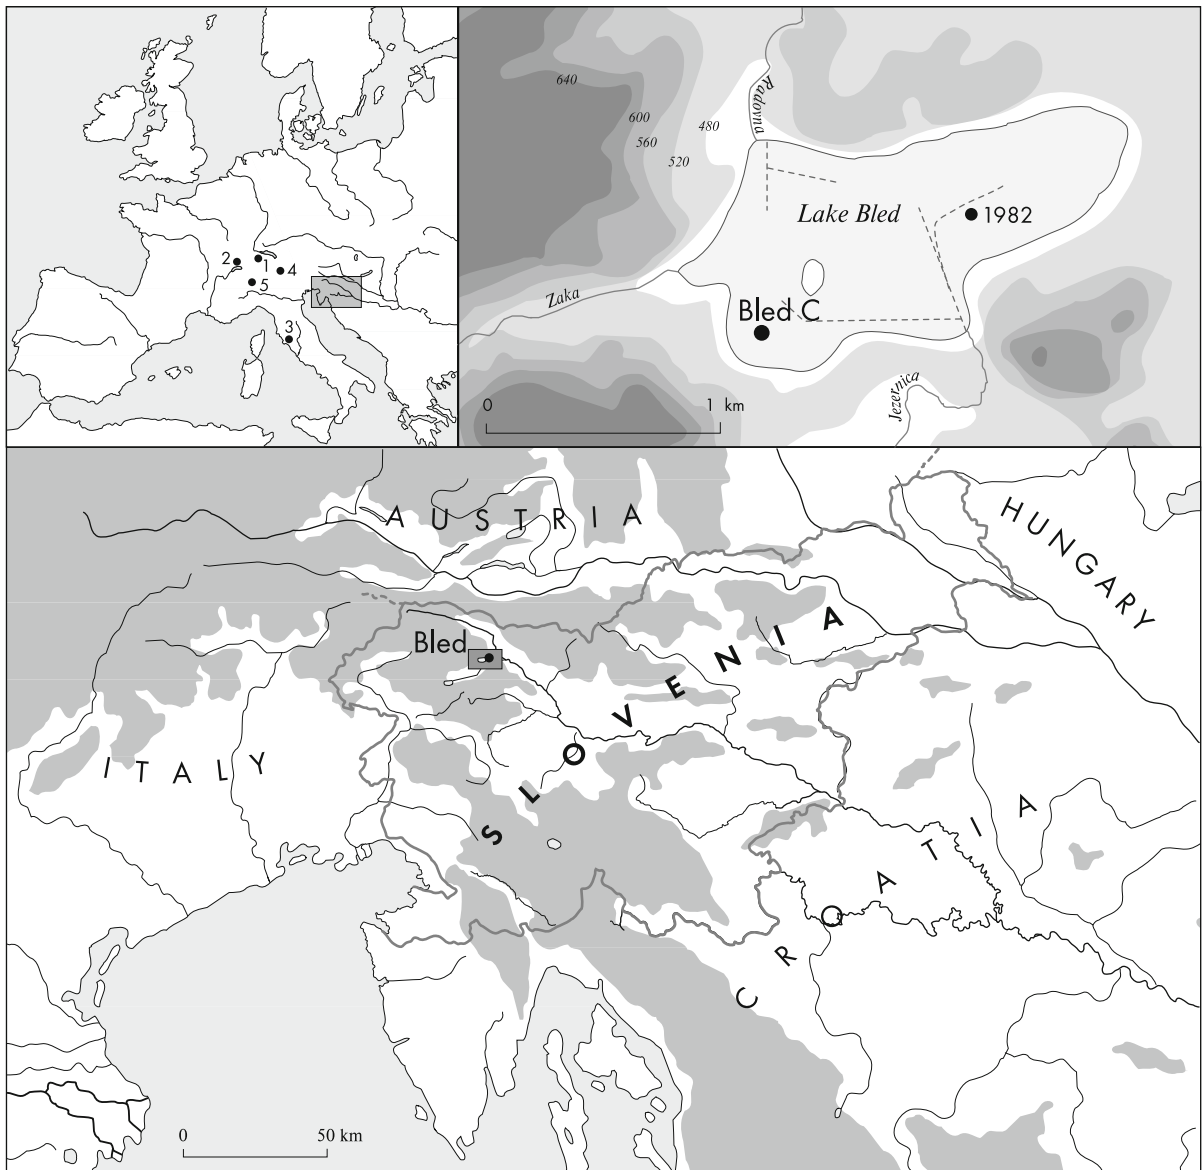 2
1
4
5
3
640
600
560
520
480
Radovna
Lake Bled
1982
Zaka
Bled C
Jezernica
0 1 km
AUSTRIA
HUNGARY
Bled
SLOVENIA
ITALY
CROATIA
0 50 km